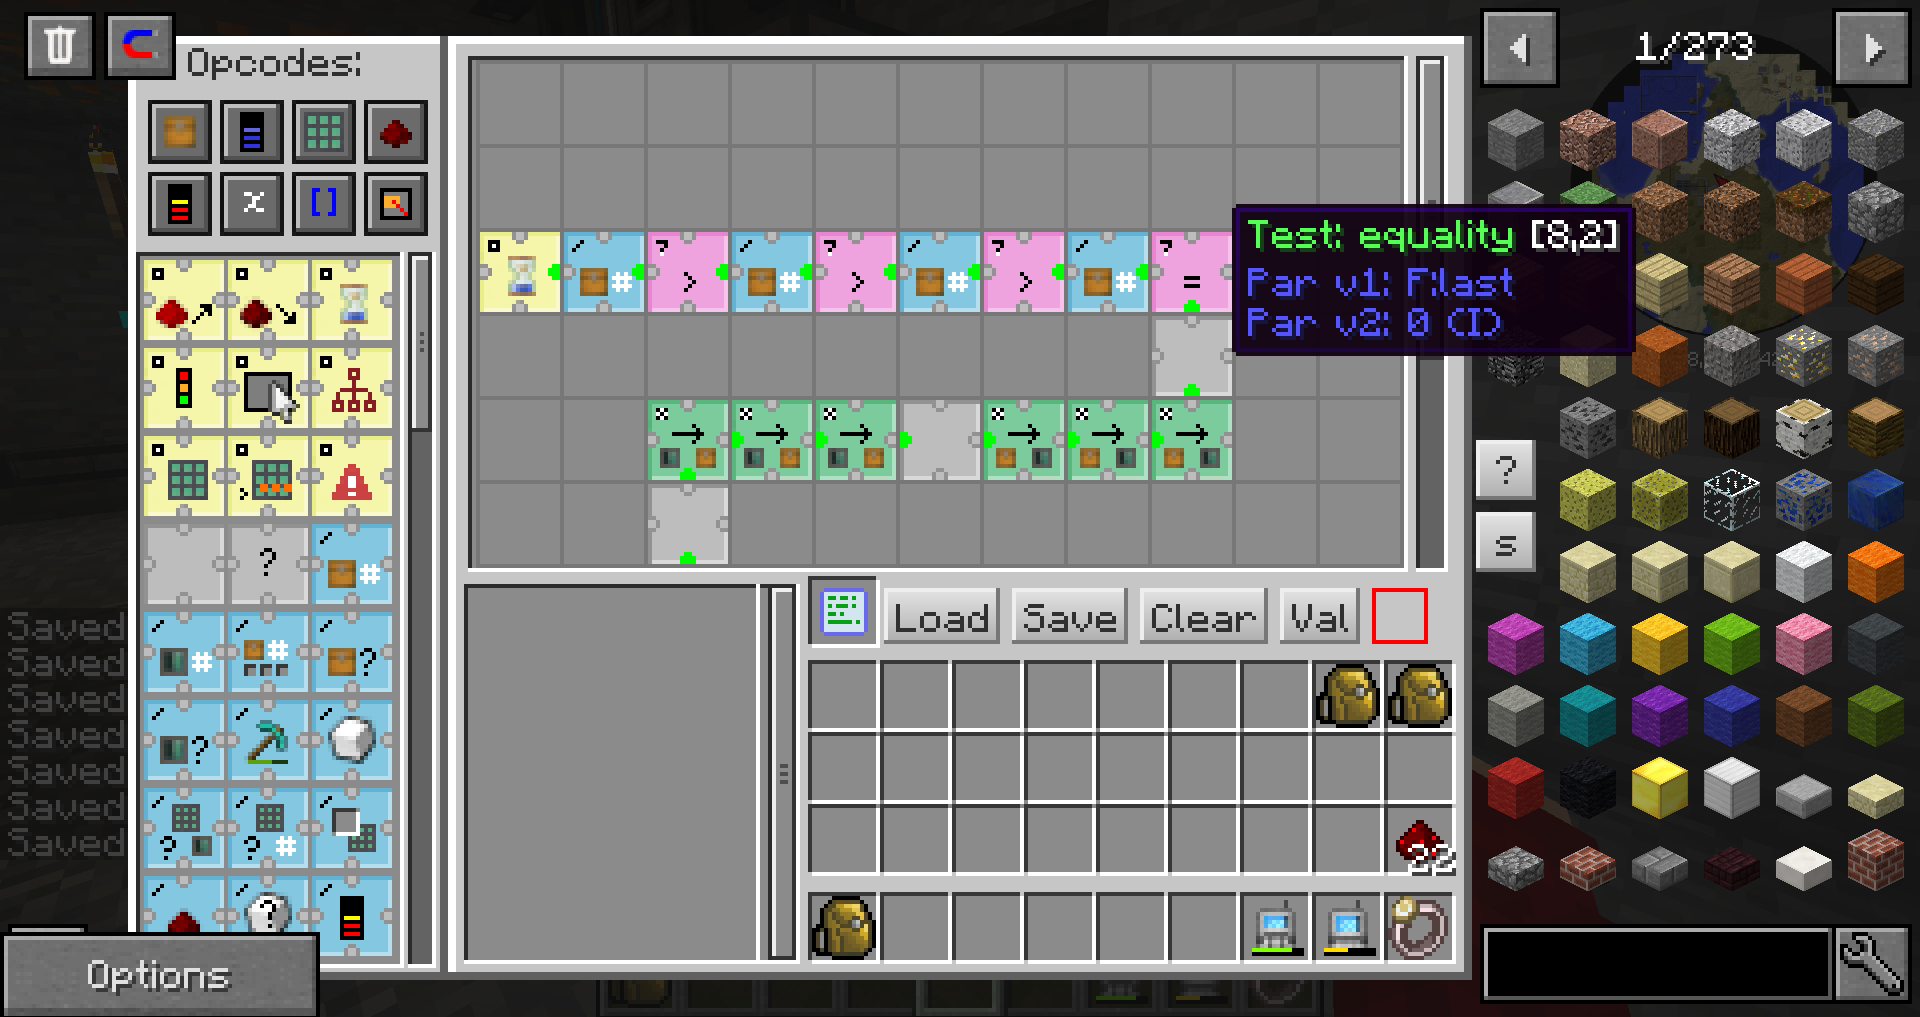 Opcodes:
1/273
Test: equality [8,2]
Par v1: F:last
Par v2: 0 (I)
?
s
Load
Save
Clear
Val
Saved
Saved
Saved
Saved
Saved
Saved
Saved
22
Options